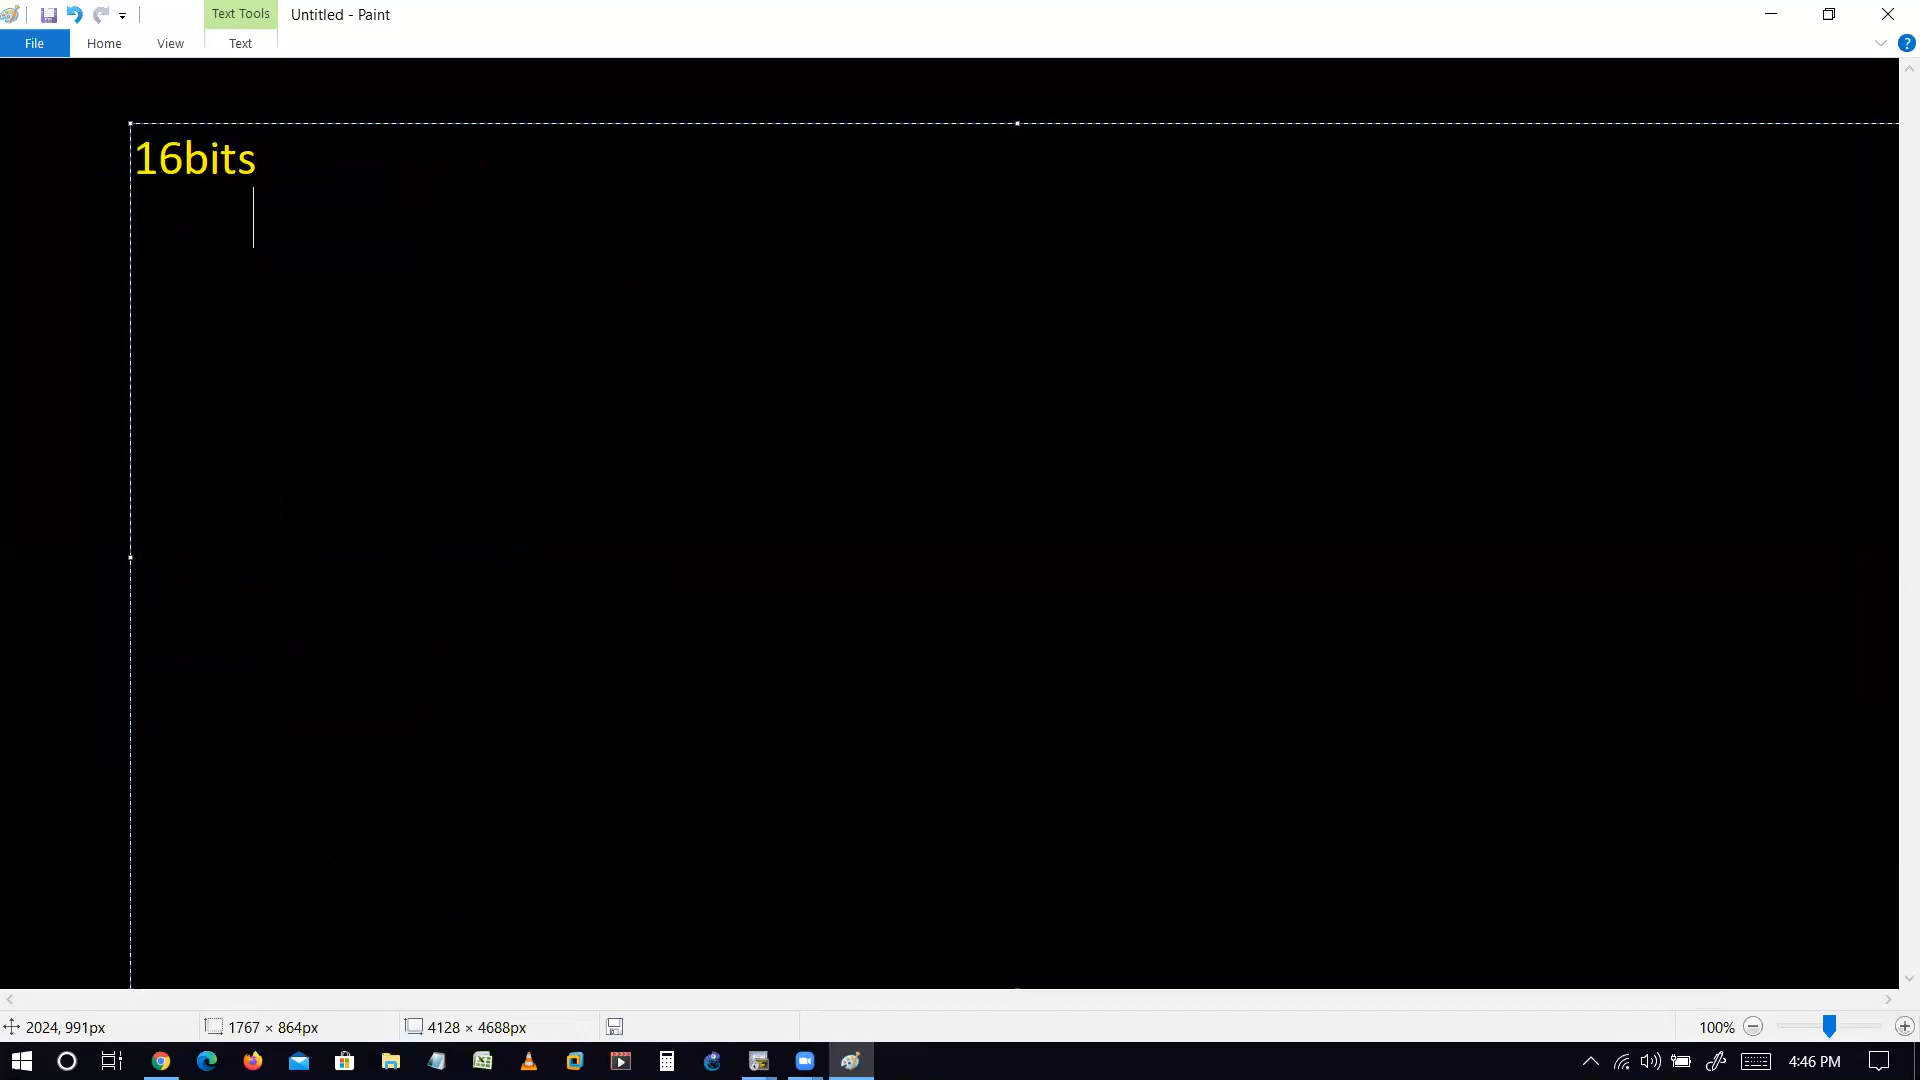 Text Tools
Untitled - Paint
File
Home
View
Text
?
16bits
2024, 991px
1767 × 864px
4128 × 4688px
100%
4:46 PM